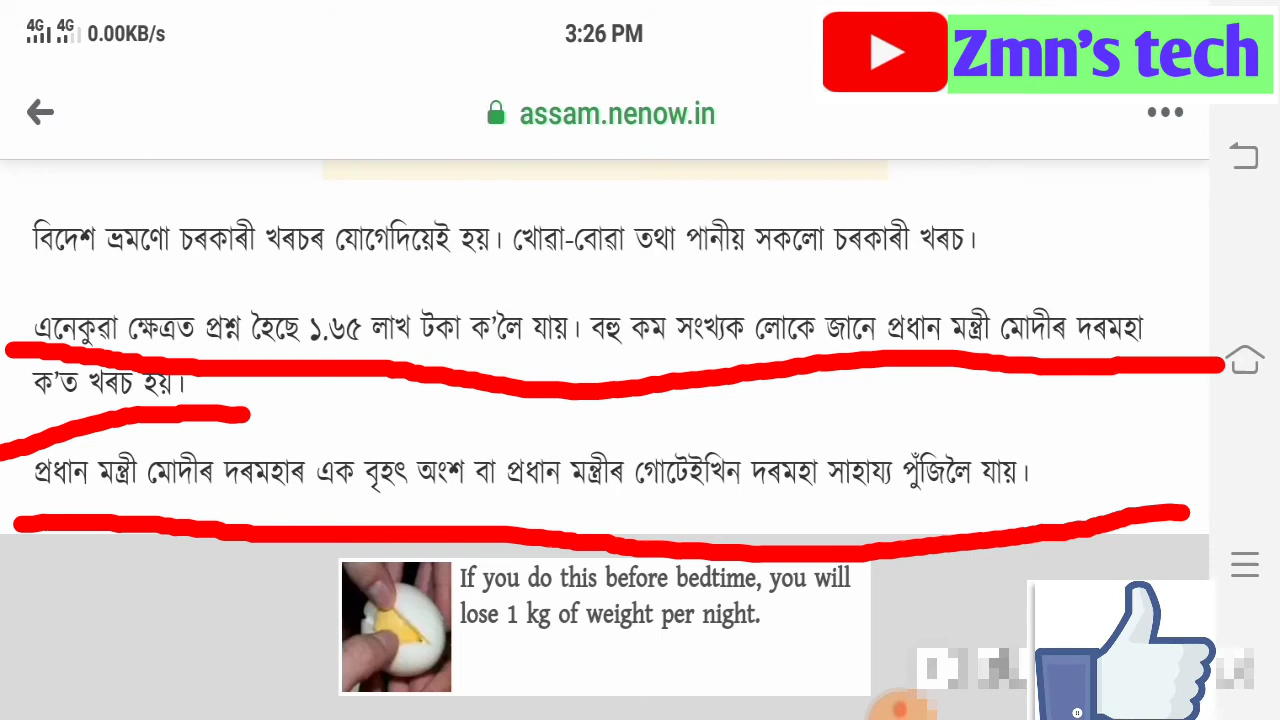 4G 4G 0.00KB/s 3:26 PM
Zmn's tech
assam.nenow.in
বিদেশ ভ্ৰমণো চৰকাৰী খৰচৰ যোগেদিয়েই হয়। খোৱা-বোৱা তথা পানীয় সকলো চৰকাৰী খৰচ।
এনেকুৱা ক্ষেত্ৰত প্ৰশ্ন হৈছে ১.৬৫ লাখ টকা ক'লৈ যায়। বহু কম সংখ্যক লোকে জানে প্ৰধান মন্ত্ৰী মোদীৰ দৰমহা
ক'ত খৰচ হয়।
প্ৰধান মন্ত্ৰী মোদীৰ দৰমহাৰ এক বৃহৎ অংশ বা প্ৰধান মন্ত্ৰীৰ গোটেইখিন দৰমহা সাহায্য পুঁজিলৈ যায়।
If you do this before bedtime, you will
lose 1 kg of weight per night.